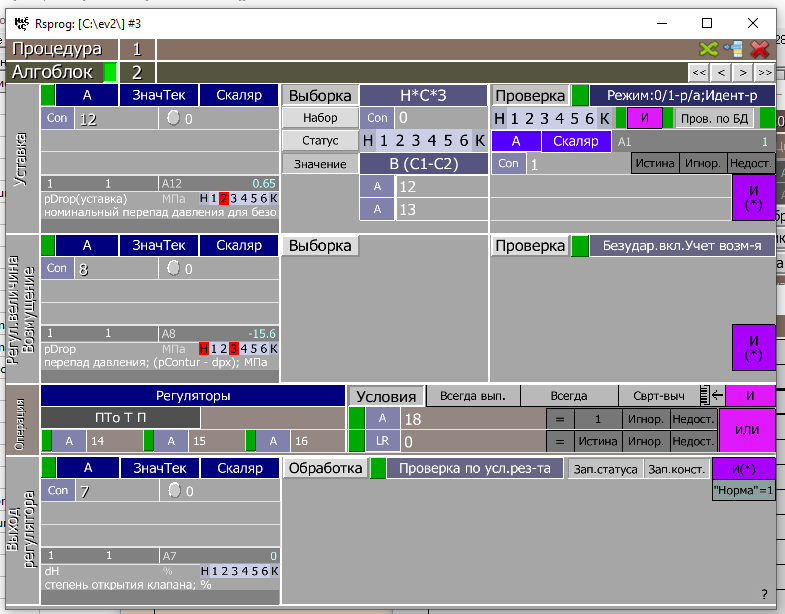 Rsprog: [C:\ev2\] #3
Процедура 1
Алгоблок 2 << < > >>
Уставка
А ЗначТек Скаляр
Con 12 0
1 1 A12 0.65
pDrop(уставка) МПа Н 1 2 3 4 5 6 К
номинальный перепад давления для безо
Выборка Н*С*З
Набор Con 0
Статус Н 1 2 3 4 5 6 К
Значение В (С1-С2)
А 12
А 13
Проверка Режим:0/1-р/а;Идент-р
Н 1 2 3 4 5 6 К И Пров. по БД 0
А Скаляр А1 1
Con 1 Истина Игнор. Недост.
И
(*)
Регул.величина
Возмущение
А ЗначТек Скаляр
Con 8 0
1 1 A8 -15.6
pDrop МПа Н 1 2 3 4 5 6 К
перепад давления; (pContur - dpx); МПа
Выборка
Проверка Безудар.вкл.Учет возм-я
И
(*)
Операция
Регуляторы
ПТо Т П
А 14 А 15 А 16
Условия Всегда вып. Всегда Сврт-выч И
А 18 = 1 Игнор. Недост.
LR 0 = Истина Игнор. Недост.
ИЛИ
Выход
регулятора
А ЗначТек Скаляр
Con 7 0
1 1 A7 0
dH % Н 1 2 3 4 5 6 К
степень открытия клапана; %
Обработка Проверка по усл.рез-та Зап.статуса Зап.конст. И(*)
"Норма"=1
?